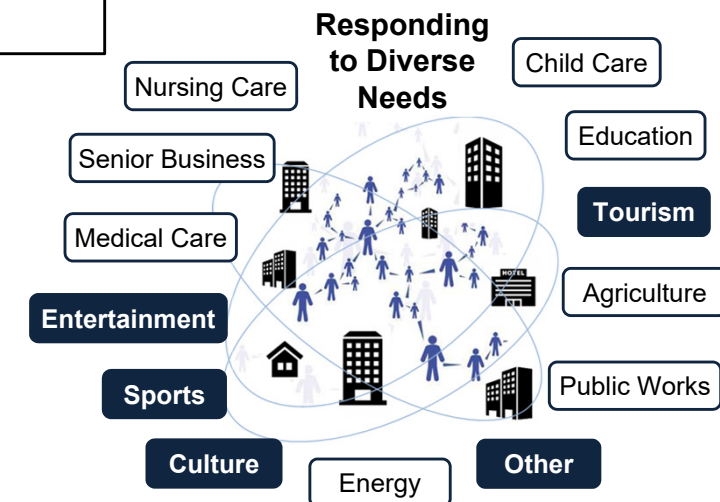 Responding
to Diverse
Needs
Nursing Care
Child Care
Senior Business
Education
Medical Care
Tourism
HOTEL
Entertainment
Agriculture
Sports
Public Works
Culture
Energy
Other